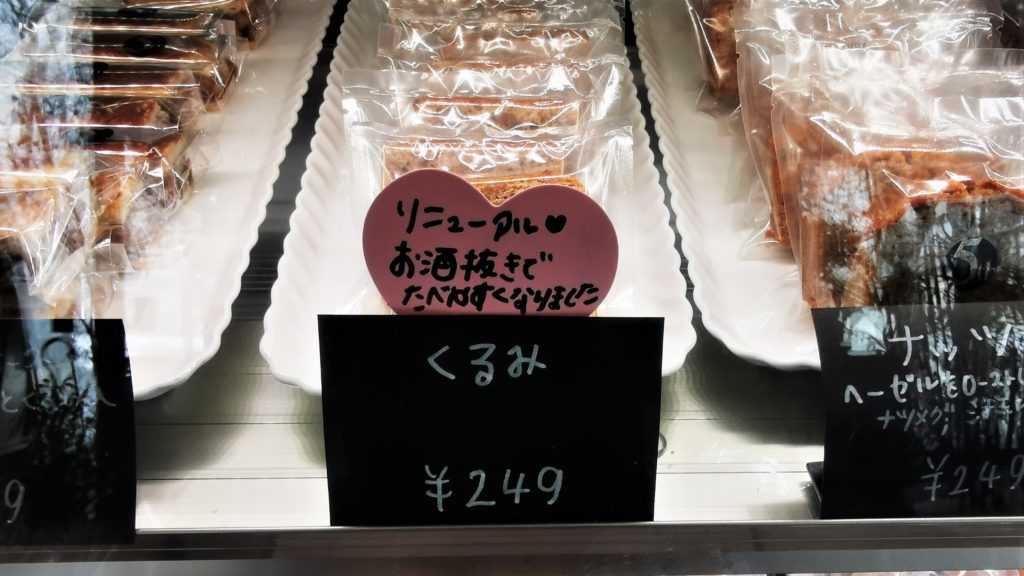 リニューアル♥
お酒抜きで
たべやすくなりました
くるみ
¥249
ナッツ
ヘーゼルをロースト
ナツメグ
¥249
9
5